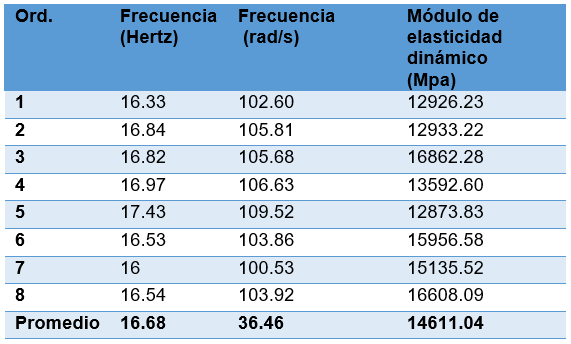 Ord. Frecuencia (Hertz) Frecuencia (rad/s) Módulo de elasticidad dinámico (Mpa)
1 16.33 102.60 12926.23
2 16.84 105.81 12933.22
3 16.82 105.68 16862.28
4 16.97 106.63 13592.60
5 17.43 109.52 12873.83
6 16.53 103.86 15956.58
7 16 100.53 15135.52
8 16.54 103.92 16608.09
Promedio 16.68 36.46 14611.04